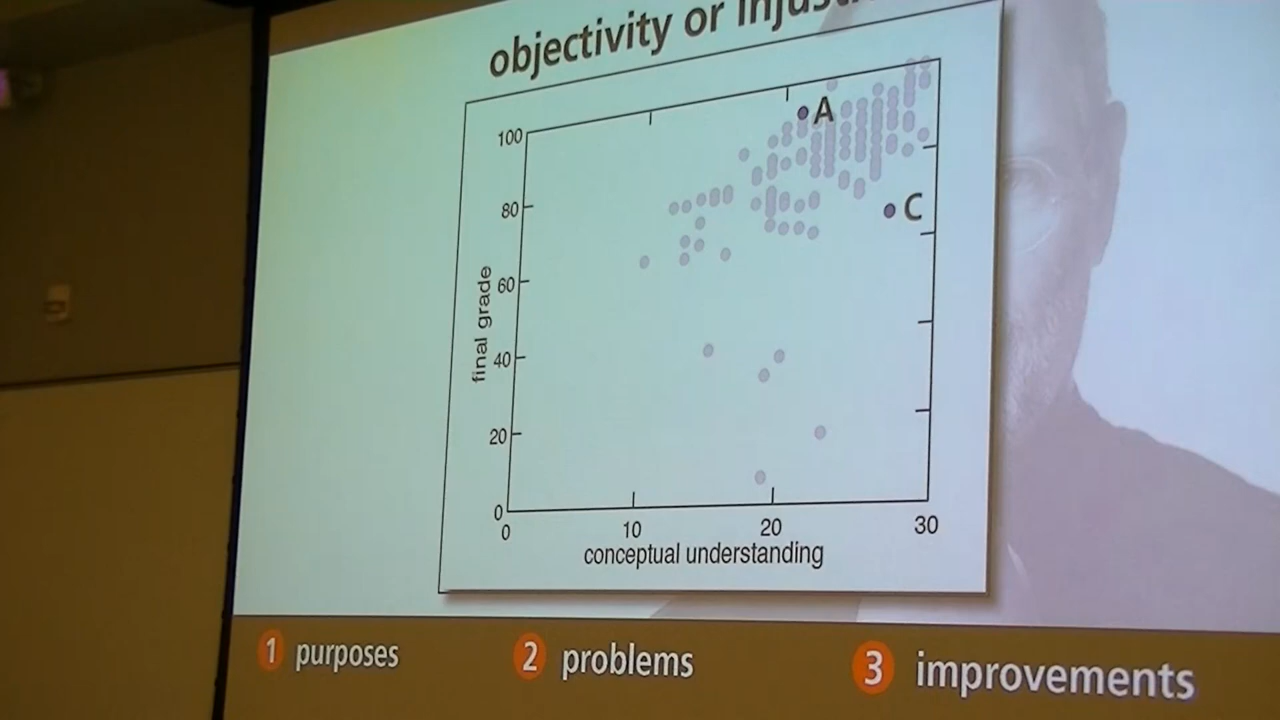 objectivity or
A
C
100
80
60
40
20
0
final grade
0 10 20 30
conceptual understanding
1 purposes 2 problems 3 improvements